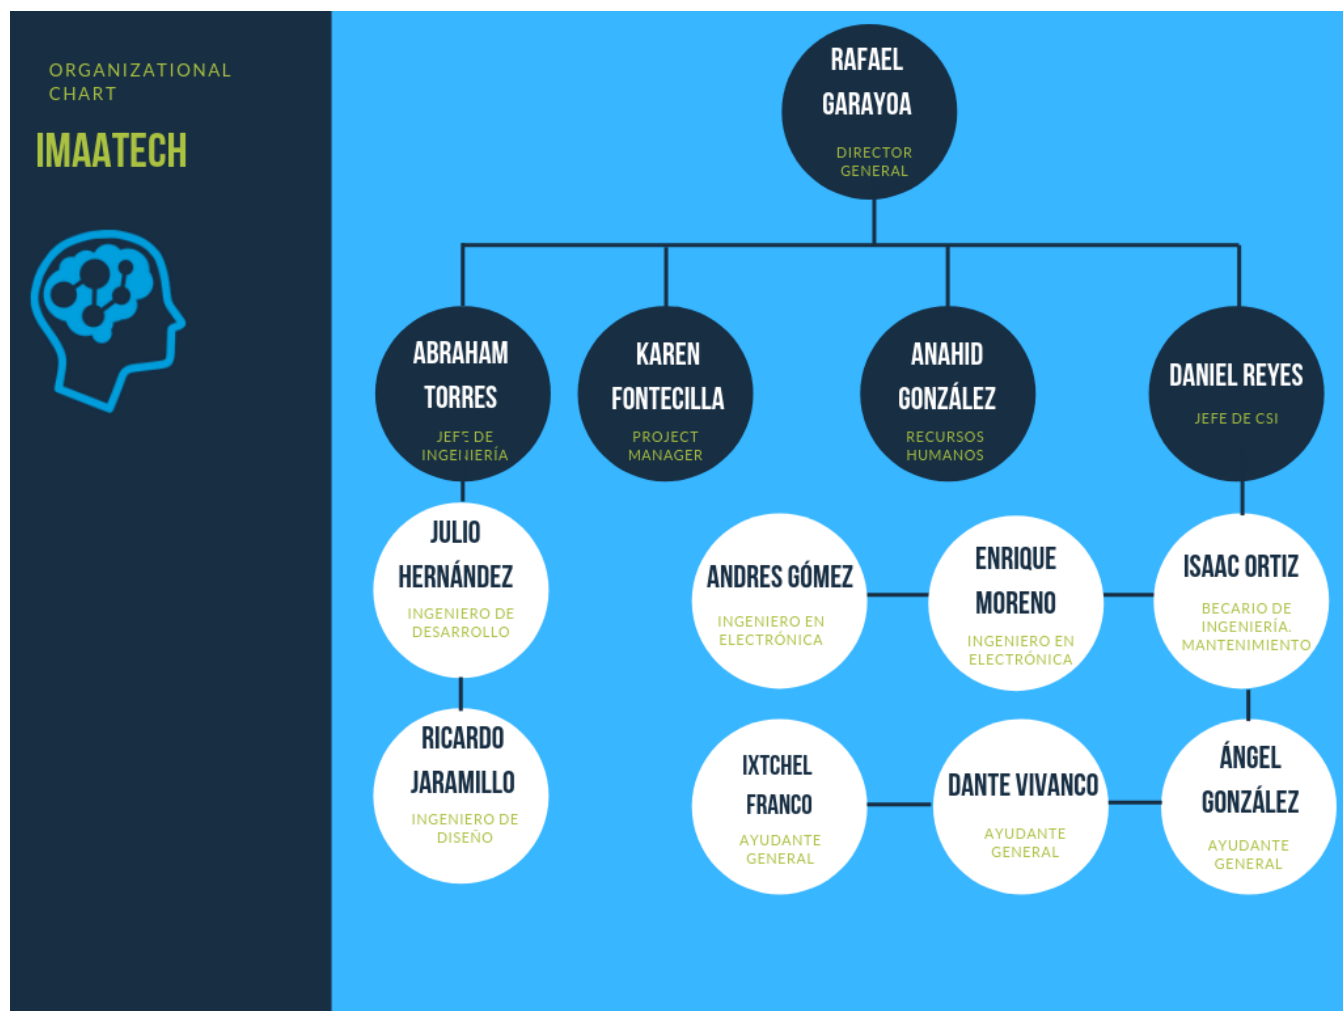 ORGANIZATIONAL
CHART
IMAATECH
RAFAEL
GARAYOA
DIRECTOR
GENERAL
ABRAHAM
TORRES
JEFE DE
INGENIERÍA
KAREN
FONTECILLA
PROJECT
MANAGER
ANAHID
GONZÁLEZ
RECURSOS
HUMANOS
DANIEL REYES
JEFE DE CSI
JULIO
HERNÁNDEZ
INGENIERO DE
DESARROLLO
ANDRES GÓMEZ
INGENIERO EN
ELECTRÓNICA
ENRIQUE
MORENO
INGENIERO EN
ELECTRÓNICA
ISAAC ORTIZ
BECARIO DE
INGENIERÍA.
MANTENIMIENTO
RICARDO
JARAMILLO
INGENIERO DE
DISEÑO
IXTCHEL
FRANCO
AYUDANTE
GENERAL
DANTE VIVANCO
AYUDANTE
GENERAL
ÁNGEL
GONZÁLEZ
AYUDANTE
GENERAL